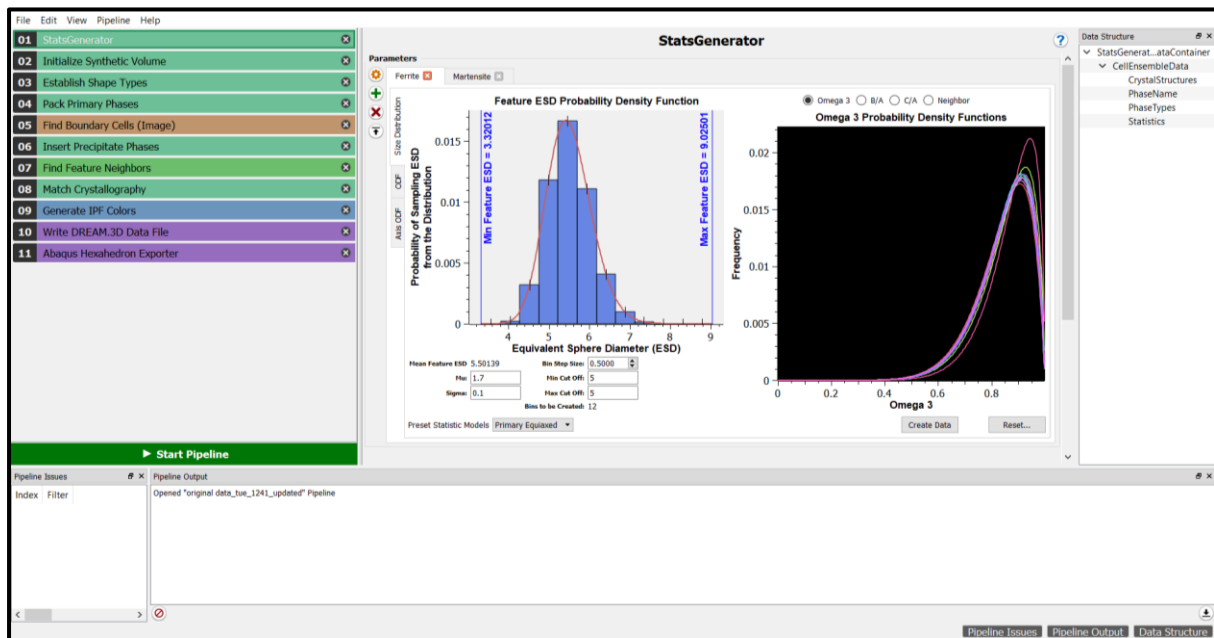 File Edit View Pipeline Help
01 StatsGenerator
02 Initialize Synthetic Volume
03 Establish Shape Types
04 Pack Primary Phases
05 Find Boundary Cells (Image)
06 Insert Precipitate Phases
07 Find Feature Neighbors
08 Match Crystallography
09 Generate IPF Colors
10 Write DREAM.3D Data File
11 Abaqus Hexahedron Exporter
Start Pipeline
StatsGenerator
?
Parameters
Ferrite Martensite
Size Distribution
ODF
Axis ODF
Feature ESD Probability Density Function
Probability of Sampling ESD
from the Distribution
0.015
0.01
0.005
0
Min Feature ESD = 3.32012
Max Feature ESD = 9.02501
4 5 6 7 8 9
Equivalent Sphere Diameter (ESD)
Mean Feature ESD 5.50139 Bin Step Size: 0.5000
Mu: 1.7 Min Cut Off: 5
Sigma: 0.1 Max Cut Off: 5
Bins to be Created: 12
Preset Statistic Models Primary Equiaxed
Omega 3 B/A C/A Neighbor
Omega 3 Probability Density Functions
Frequency
0.02
0.015
0.01
0.005
0
0 0.2 0.4 0.6 0.8
Omega 3
Create Data Reset...
Data Structure
StatsGenerat...ataContainer
CellEnsembleData
CrystalStructures
PhaseName
PhaseTypes
Statistics
Pipeline Issues
Index Filter
Pipeline Output
Opened "original data_tue_1241_updated" Pipeline
Pipeline Issues Pipeline Output Data Structure